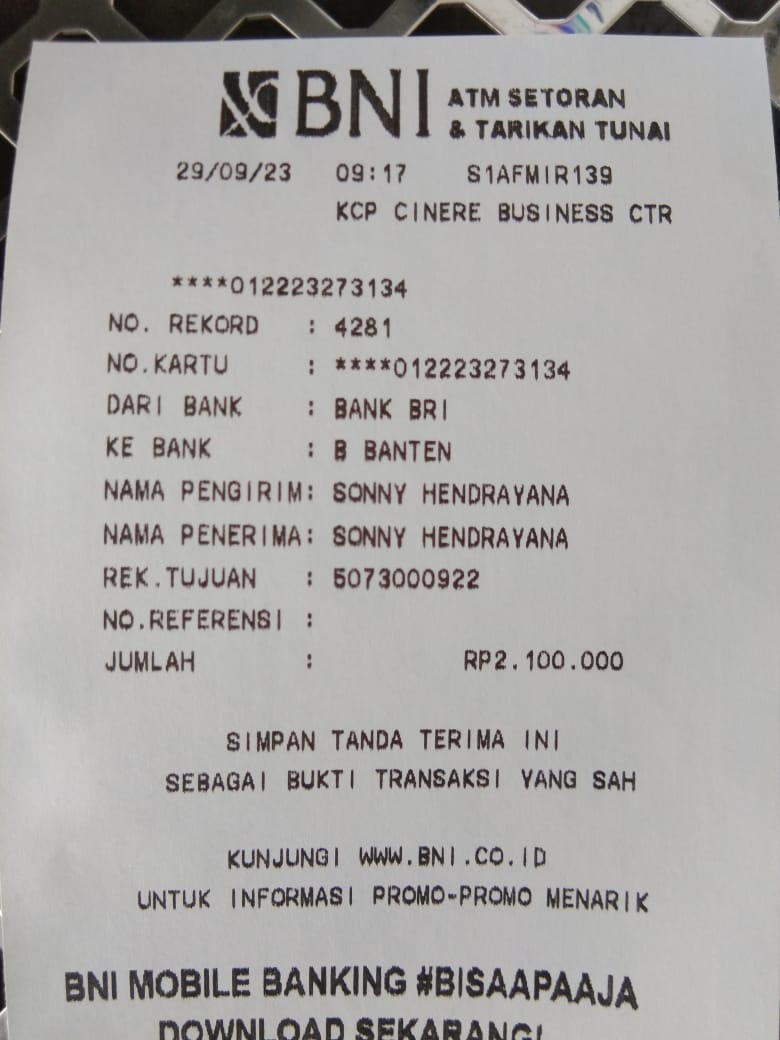 BNI ATM SETORAN
& TARIKAN TUNAI
29/09/23 09:17 S1AFMIR139
KCP CINERE BUSINESS CTR
****012223273134
NO. REKORD : 4281
NO.KARTU : ****012223273134
DARI BANK : BANK BRI
KE BANK : B BANTEN
NAMA PENGIRIM: SONNY HENDRAYANA
NAMA PENERIMA: SONNY HENDRAYANA
REK.TUJUAN : 5073000922
NO.REFERENSI :
JUMLAH : RP2.100.000
SIMPAN TANDA TERIMA INI
SEBAGAI BUKTI TRANSAKSI YANG SAH
KUNJUNGI WWW.BNI.CO.ID
UNTUK INFORMASI PROMO-PROMO MENARIK
BNI MOBILE BANKING #BISAAPAAJA
DOWNLOAD SEKARANG!